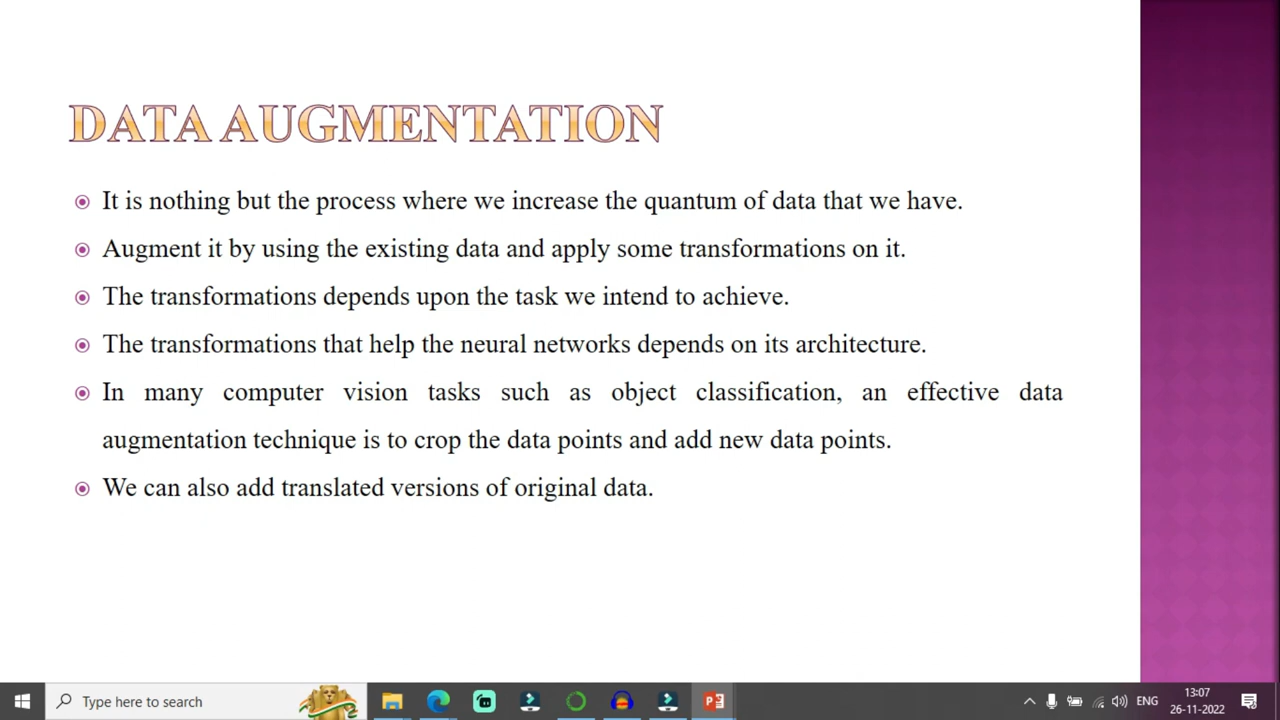 DATA AUGMENTATION
It is nothing but the process where we increase the quantum of data that we have.
Augment it by using the existing data and apply some transformations on it.
The transformations depends upon the task we intend to achieve.
The transformations that help the neural networks depends on its architecture.
In many computer vision tasks such as object classification, an effective data
augmentation technique is to crop the data points and add new data points.
We can also add translated versions of original data.
Type here to search
ENG
13:07
26-11-2022